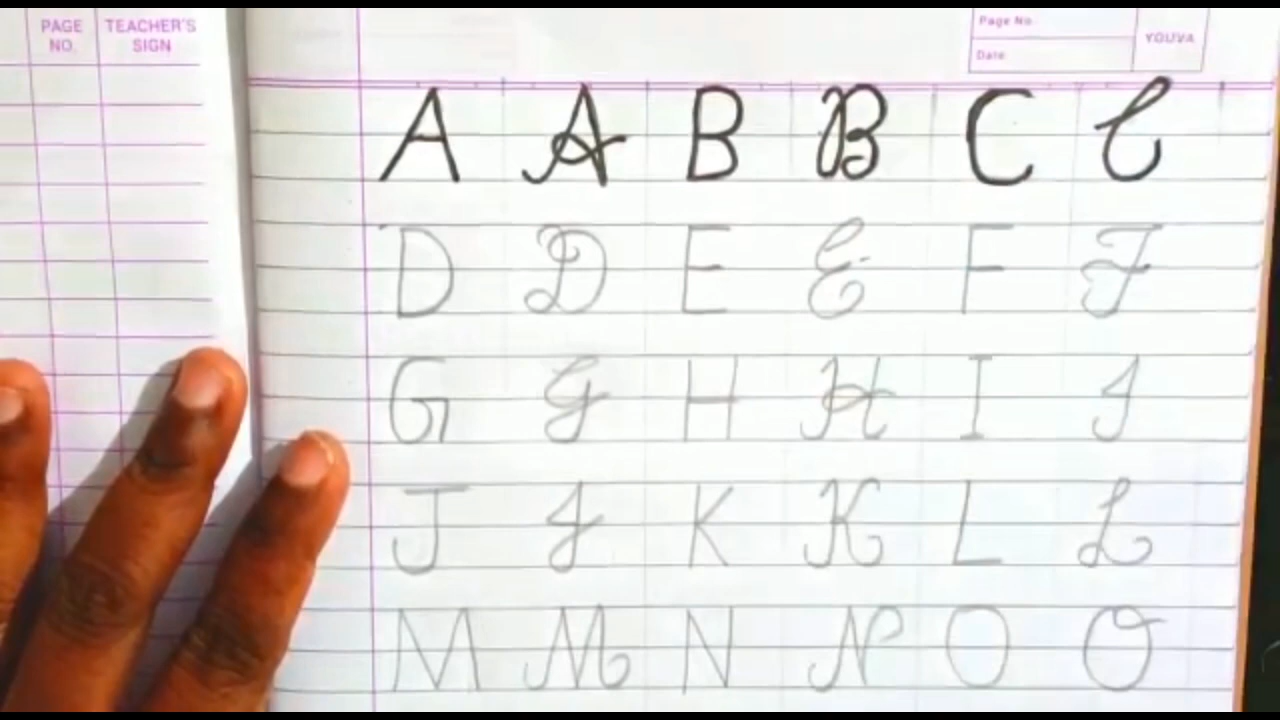 PAGE NO. TEACHER'S SIGN
Page No.
YOUVA
Date
A A B B C C
D D E E F F
G G H H I I
J J K K L L
M M N N O O